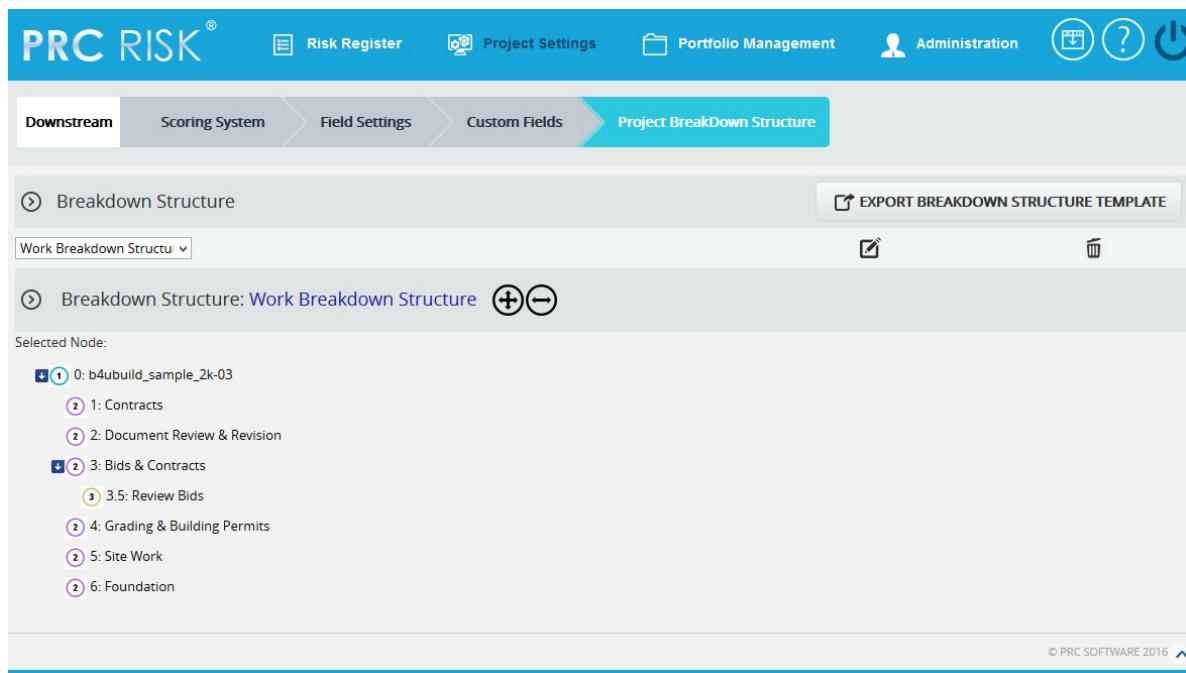 PRC RISK®
Risk Register
Project Settings
Portfolio Management
Administration
?
Downstream
Scoring System
Field Settings
Custom Fields
Project BreakDown Structure
Breakdown Structure
EXPORT BREAKDOWN STRUCTURE TEMPLATE
Work Breakdown Structu
Breakdown Structure: Work Breakdown Structure
Selected Node:
1 0: b4ubuild_sample_2k-03
2 1: Contracts
2 2: Document Review & Revision
2 3: Bids & Contracts
3 3.5: Review Bids
2 4: Grading & Building Permits
2 5: Site Work
2 6: Foundation
© PRC SOFTWARE 2016